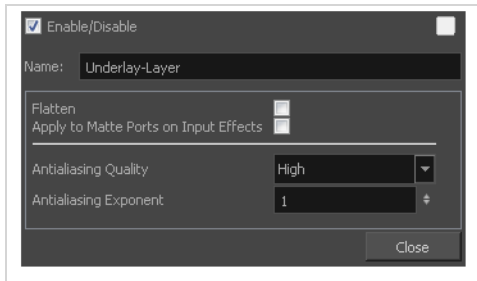 Enable/Disable
Name: Underlay-Layer
Flatten
Apply to Matte Ports on Input Effects
Antialiasing Quality High
Antialiasing Exponent 1
Close